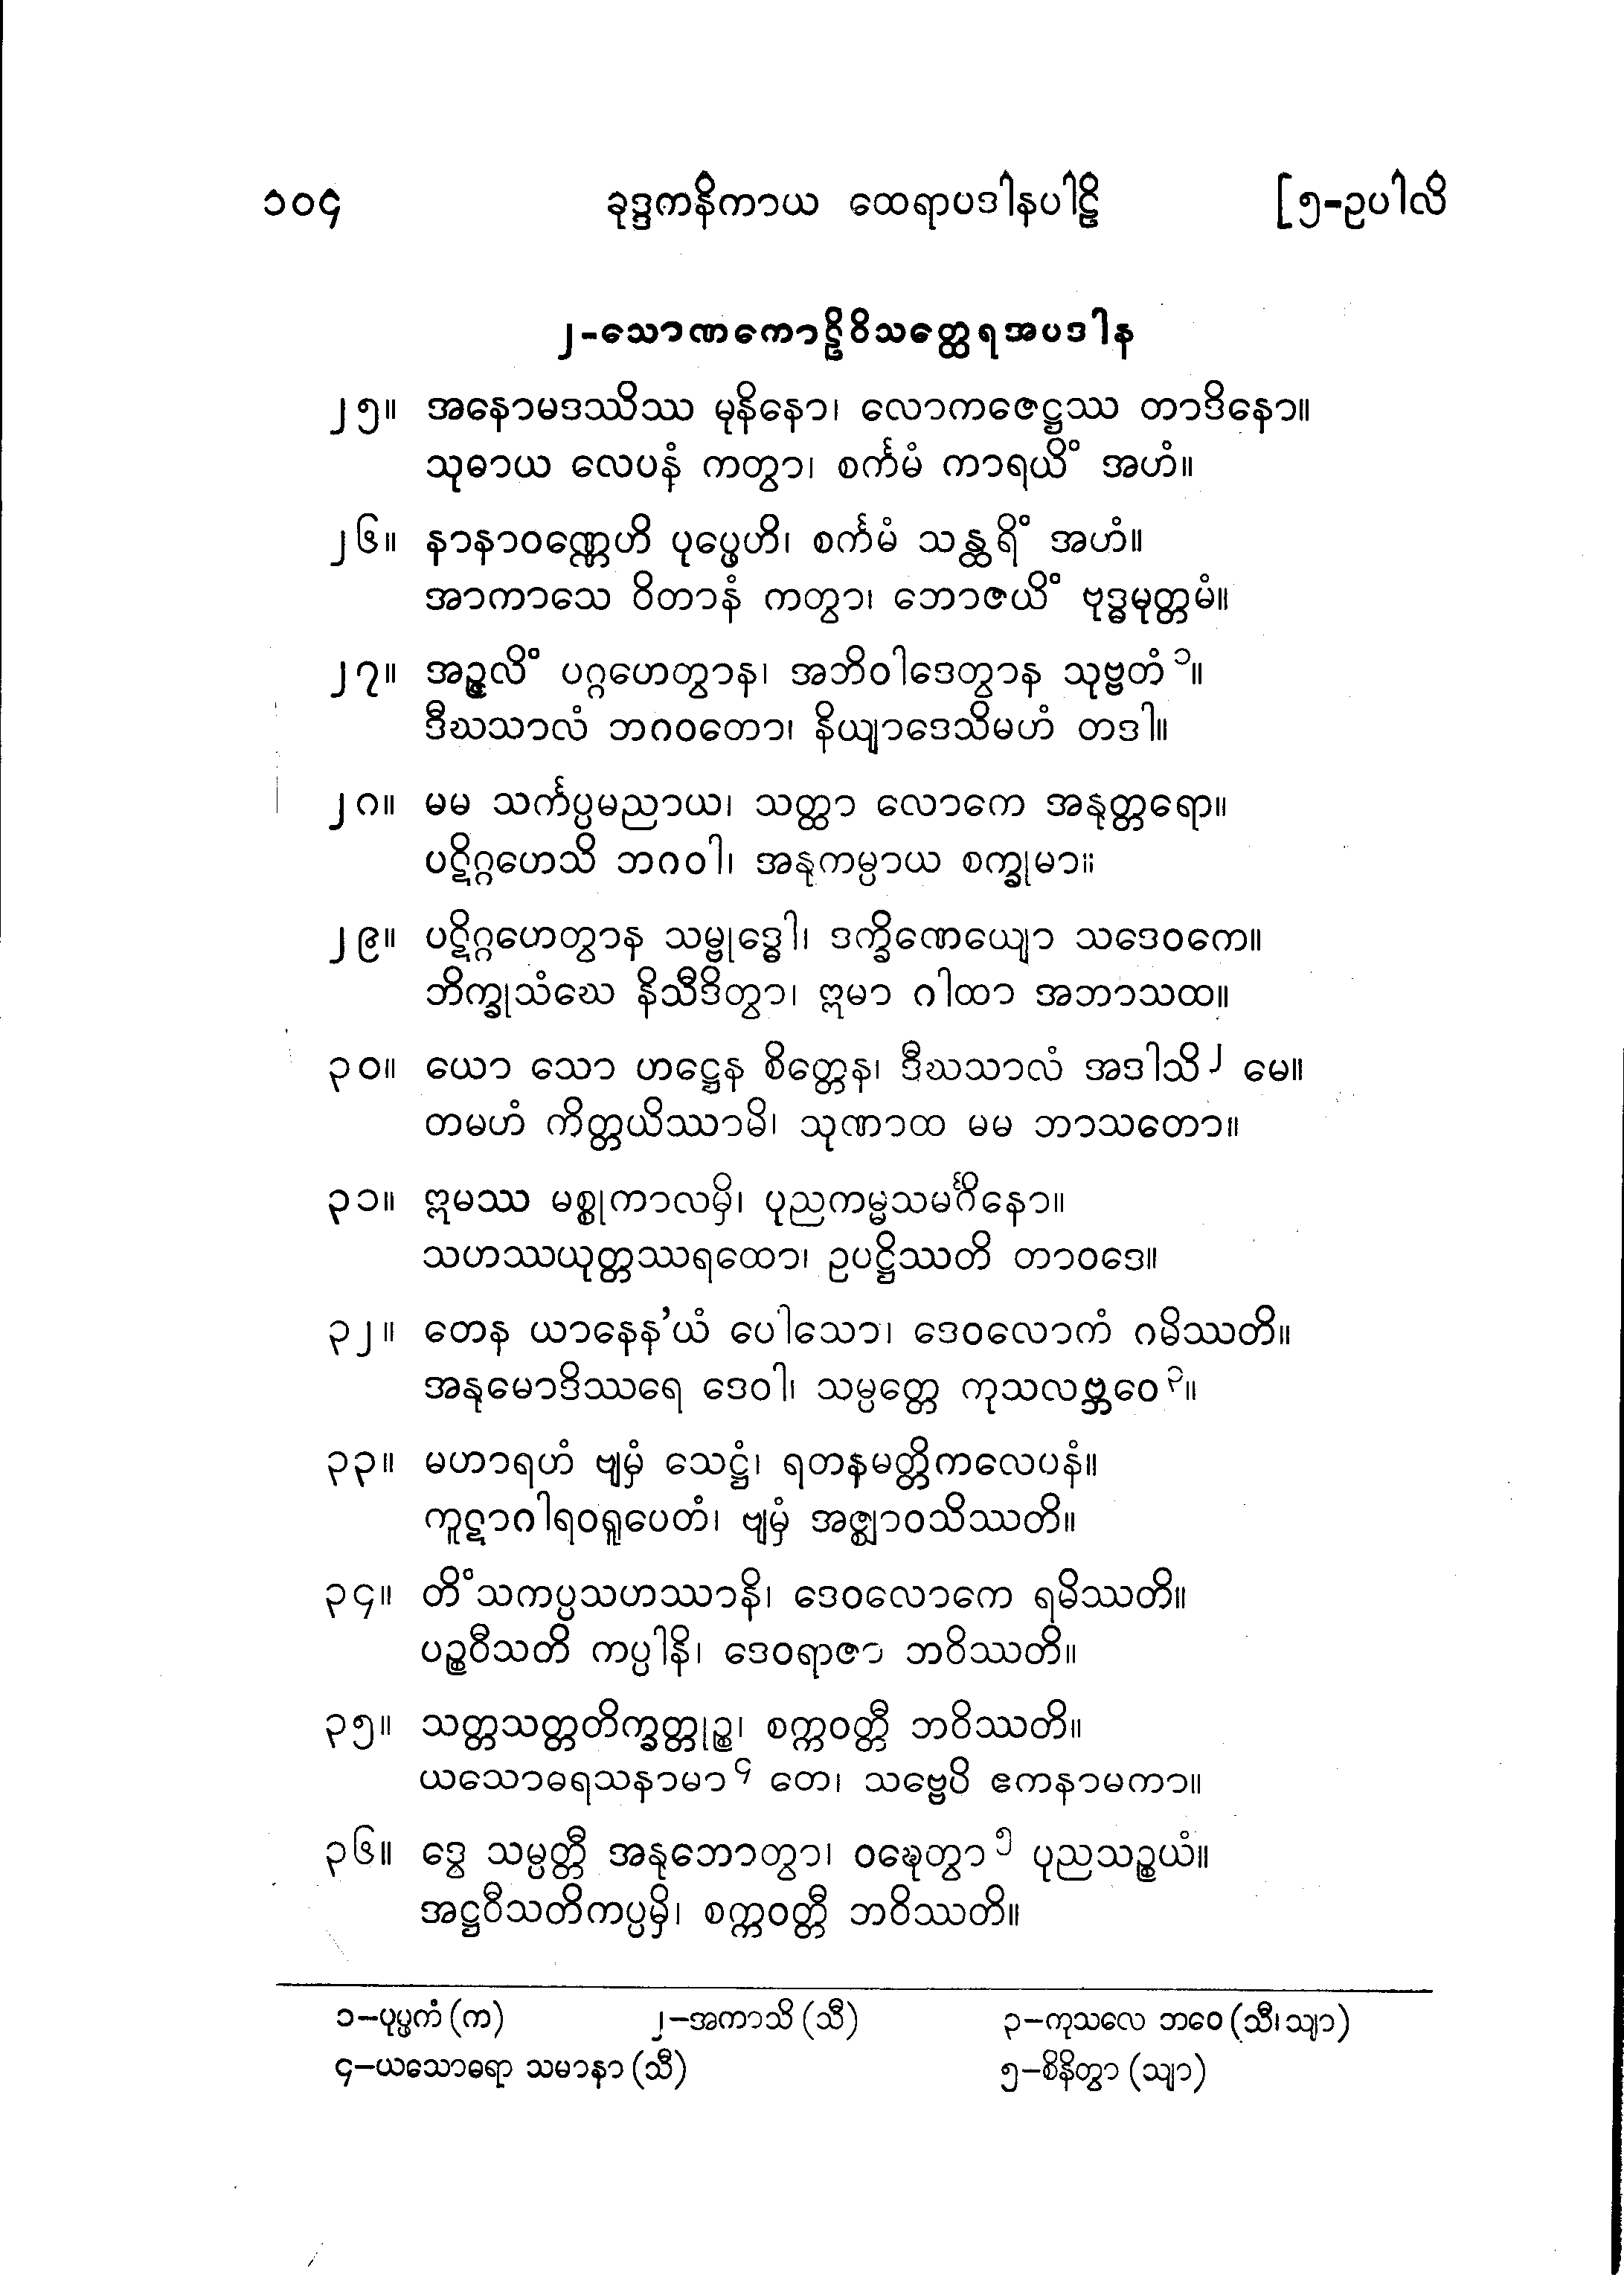 ၁၀၄ ခုဒ္ဒကနိကာယ ထေရာပဒါနပါဠိ [၅-ဥပါလိ
၂-သောဏကောဠိဝိသတ္ထေရအပဒါန
၂၅။ အနောမဒဿိဿ မုနိနော၊ လောကဇေဋ္ဌဿ တာဒိနော။
သုဓာယ လေပနံ ကတွာ၊ စင်္ကမံ ကာရယိံ အဟံ။
၂၆။ နာနာဝဏ္ဏေဟိ ပုပ္ဖေဟိ၊ စင်္ကမံ သန္ထရိံ အဟံ။
အာကာသေ ဝိတာနံ ကတွာ၊ ဘောဇယိံ ဗုဒ္ဓမုတ္တမံ။
၂၇။ အဉ္ဇလိံ ပဂ္ဂဟေတွာန၊ အဘိဝါဒေတွာန သုဗ္ဗတံ ၁။
ဒီဃသာလံ ဘဂဝတော၊ နိယျာဒေသိမဟံ တဒါ။
၂၈။ မမ သင်္ကပ္ပမညာယ၊ သတ္ထာ လောကေ အနုတ္တရော။
ပဋိဂ္ဂဟေသိ ဘဂဝါ၊ အနုကမ္ပာယ စက္ခုမာ။
၂၉။ ပဋိဂ္ဂဟေတွာန သမ္ဗုဒ္ဓေါ၊ ဒက္ခိဏေယျော သဒေဝကေ။
ဘိက္ခုသံဃေ နိသီဒိတွာ၊ ဣမာ ဂါထာ အဘာသထ။
၃၀။ ယော သော ဟဋ္ဌေန စိတ္တေန၊ ဒီဃသာလံ အဒါသိ ၂ မေ။
တမဟံ ကိတ္တယိဿာမိ၊ သုဏာထ မမ ဘာသတော။
၃၁။ ဣမဿ မစ္စုကာလမှိ၊ ပုညကမ္မသမင်္ဂိနော။
သဟဿယုတ္တဿရထော၊ ဥပဋ္ဌိဿတိ တာဝဒေ။
၃၂။ တေန ယာနေန’ယံ ပေါသော၊ ဒေဝလောကံ ဂမိဿတိ။
အနုမောဒိဿရေ ဒေဝါ၊ သမ္ပတ္တေ ကုသလဗ္ဘဝေ ၃။
၃၃။ မဟာရဟံ ဗျမှံ သေဋ္ဌံ၊ ရတနမတ္တိကလေပနံ။
ကူဋာဂါရဝရူပေတံ၊ ဗျမှံ အဇ္ဈာဝသိဿတိ။
၃၄။ တိံသကပ္ပသဟဿာနိ၊ ဒေဝလောကေ ရမိဿတိ။
ပဉ္စဝီသတိ ကပ္ပါနိ၊ ဒေဝရာဇာ ဘဝိဿတိ။
၃၅။ သတ္တသတ္တတိက္ခတ္တုဉ္စ၊ စက္ကဝတ္တီ ဘဝိဿတိ။
ယသောဓရသနာမာ ၄ တေ၊ သဗ္ဗေပိ ဧကနာမကာ။
၃၆။ ဒွေ သမ္ပတ္တီ အနုဘောတွာ၊ ဝဍ္ဎေတွာ ၅ ပုညသဉ္စယံ။
အဋ္ဌဝီသတိကပ္ပမှိ၊ စက္ကဝတ္တီ ဘဝိဿတိ။
၁–ပုပ္ဖကံ (က) ၂–အကာသိ (သီ) ၃–ကုသလေ ဘဝေ (သီ၊ သျာ)
၄–ယသောဓရာ သမာနာ (သီ) ၅–စိနိတွာ (သျာ)